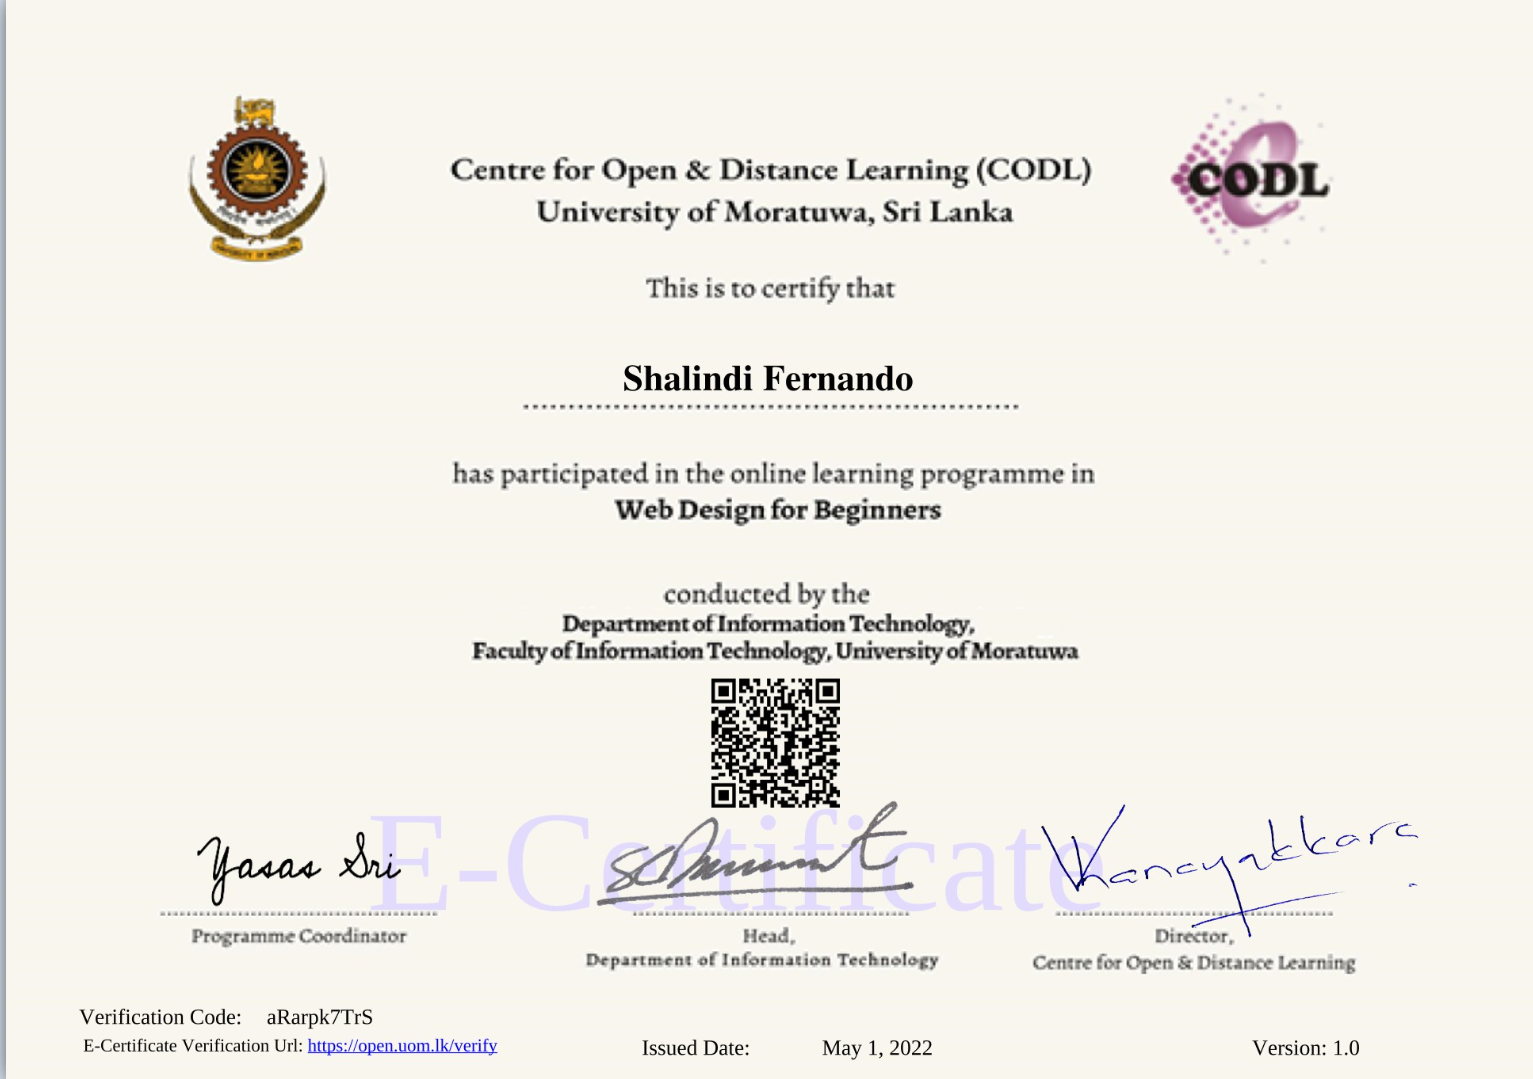 Centre for Open & Distance Learning (CODL)
CODL
University of Moratuwa, Sri Lanka
UNIVERSITY OF MORATUWA
This is to certify that
Shalindi Fernando
has participated in the online learning programme in
Web Design for Beginners
conducted by the
Department of Information Technology,
Faculty of Information Technology, University of Moratuwa
E-Certificate
Yasas Sri
Programme Coordinator
Head,
Department of Information Technology
Director,
Centre for Open & Distance Learning
Verification Code: aRarpk7TrS
E-Certificate Verification Url: https://open.uom.lk/verify
Issued Date: May 1, 2022
Version: 1.0